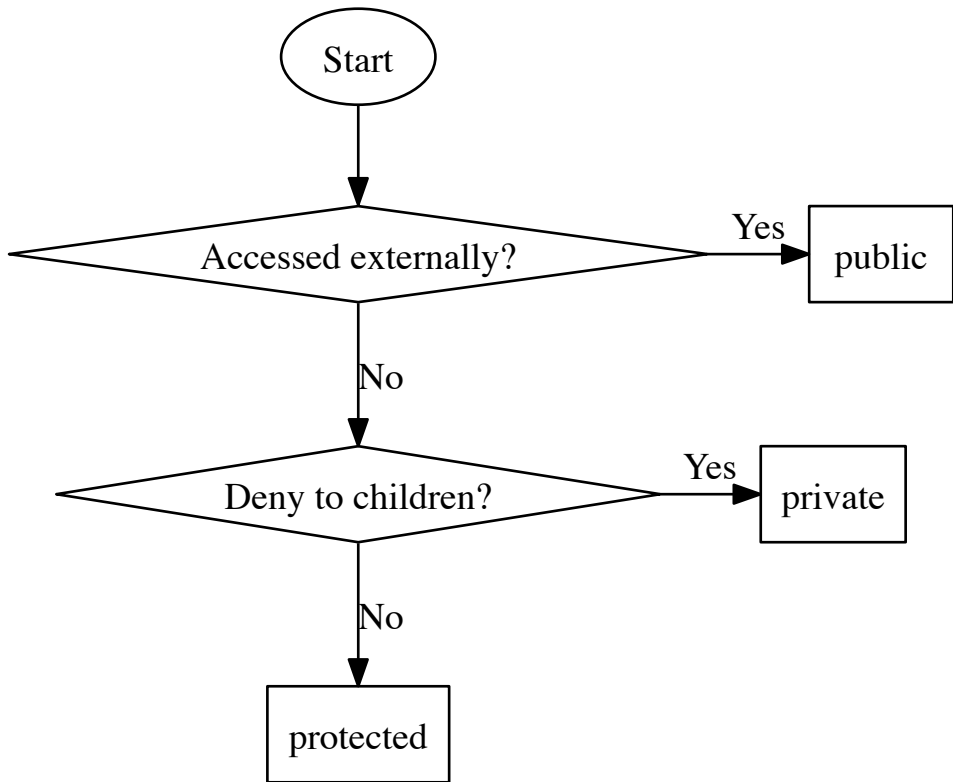 Start
Accessed externally?
Yes
public
No
Deny to children?
Yes
private
No
protected